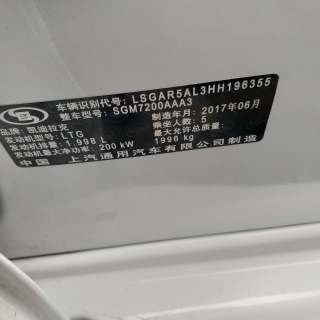 车辆识别代号: LSGAR5AL3HH196355
整车型号: SGM7200AAA3
品牌: 凯迪拉克 制造年月: 2017年06月
发动机型号: LTG 乘坐人数: 5
发动机排量: 1.998 L 最大允许总质量:
发动机最大净功率: 200 kW 1996 kg
中国 上汽通用汽车有限公司制造